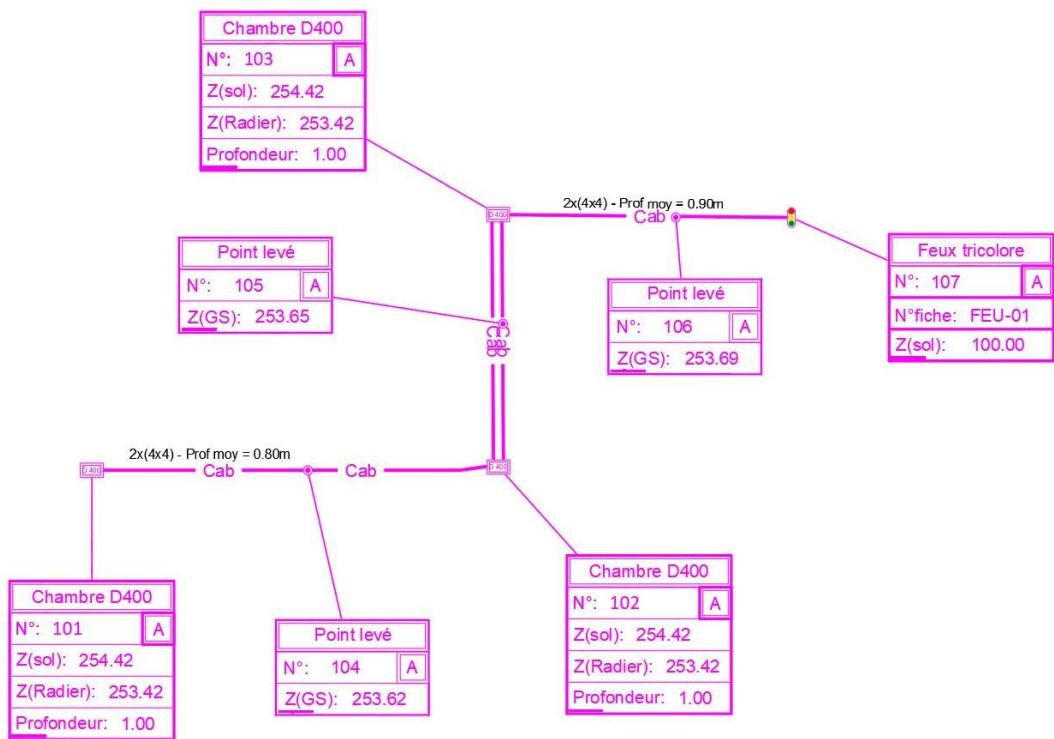 Chambre D400
N°: 103 A
Z(sol): 254.42
Z(Radier): 253.42
Profondeur: 1.00
D 400
2x(4x4) - Prof moy = 0.90m
Cab
Point levé
N°: 105 A
Z(GS): 253.65
Cab
Cab
Point levé
N°: 106 A
Z(GS): 253.69
Feux tricolore
N°: 107 A
N°fiche: FEU-01
Z(sol): 100.00
2x(4x4) - Prof moy = 0.80m
D 400
Cab
Cab
D 400
Chambre D400
N°: 101 A
Z(sol): 254.42
Z(Radier): 253.42
Profondeur: 1.00
Point levé
N°: 104 A
Z(GS): 253.62
Chambre D400
N°: 102 A
Z(sol): 254.42
Z(Radier): 253.42
Profondeur: 1.00